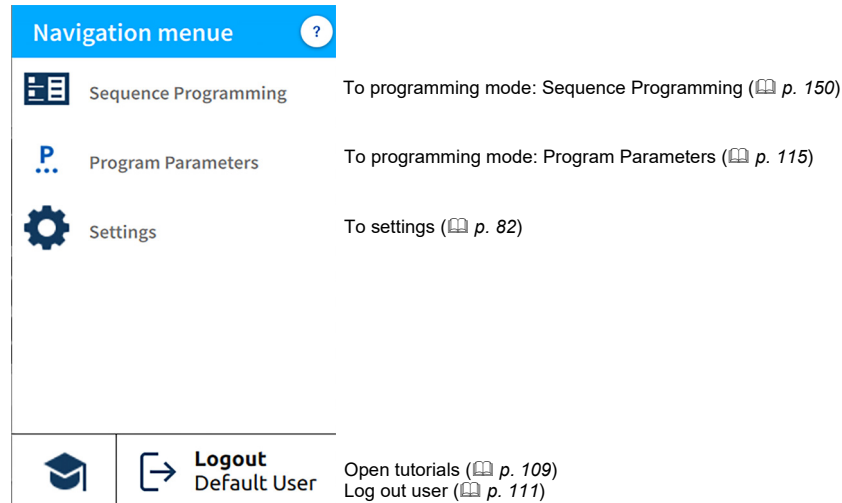 Navigation menue ?
Sequence Programming To programming mode: Sequence Programming (🕮 p. 150)
P Program Parameters To programming mode: Program Parameters (🕮 p. 115)
Settings To settings (🕮 p. 82)
Logout
Default User
Open tutorials (🕮 p. 109)
Log out user (🕮 p. 111)